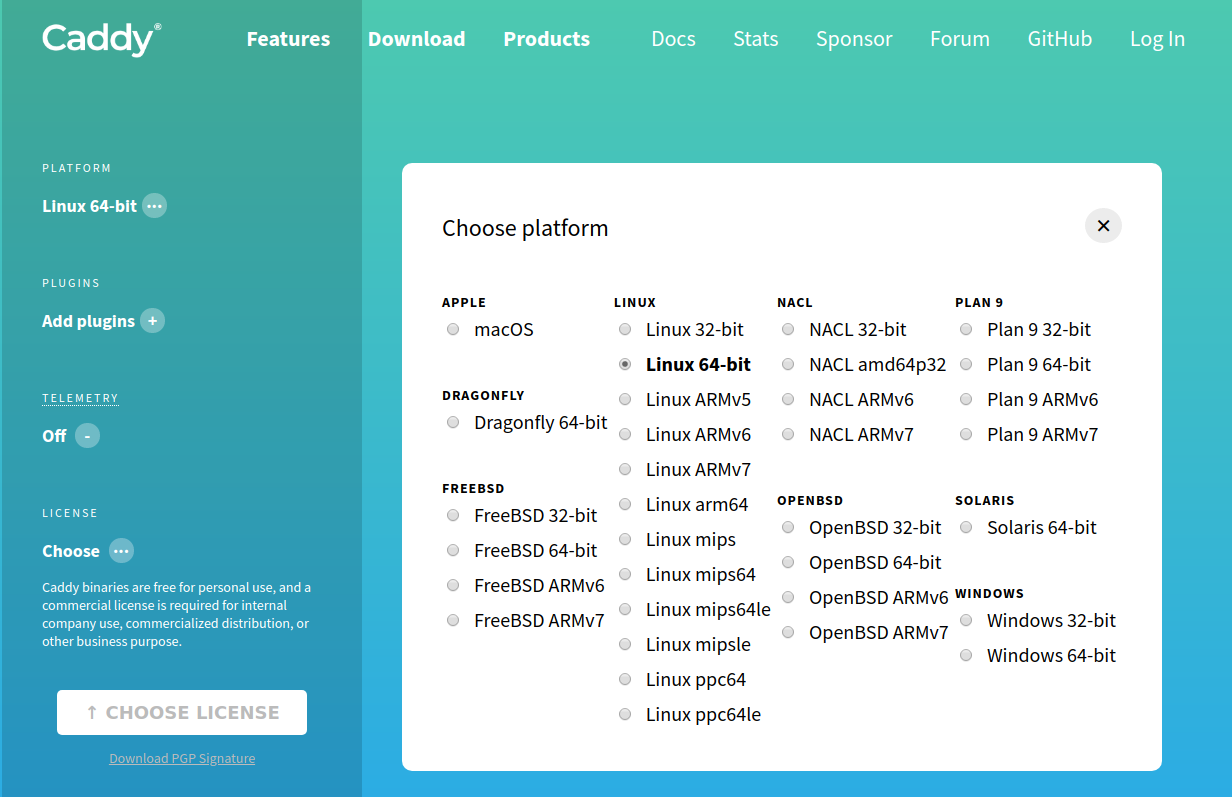 Caddy®
Features Download Products Docs Stats Sponsor Forum GitHub Log In
PLATFORM
Linux 64-bit •••
PLUGINS
Add plugins +
TELEMETRY
Off -
LICENSE
Choose •••
Caddy binaries are free for personal use, and a
commercial license is required for internal
company use, commercialized distribution, or
other business purpose.
↑ CHOOSE LICENSE
Download PGP Signature
Choose platform
✕
APPLE
macOS
DRAGONFLY
Dragonfly 64-bit
FREEBSD
FreeBSD 32-bit
FreeBSD 64-bit
FreeBSD ARMv6
FreeBSD ARMv7
LINUX
Linux 32-bit
Linux 64-bit
Linux ARMv5
Linux ARMv6
Linux ARMv7
Linux arm64
Linux mips
Linux mips64
Linux mips64le
Linux mipsle
Linux ppc64
Linux ppc64le
NACL
NACL 32-bit
NACL amd64p32
NACL ARMv6
NACL ARMv7
OPENBSD
OpenBSD 32-bit
OpenBSD 64-bit
OpenBSD ARMv6
OpenBSD ARMv7
PLAN 9
Plan 9 32-bit
Plan 9 64-bit
Plan 9 ARMv6
Plan 9 ARMv7
SOLARIS
Solaris 64-bit
WINDOWS
Windows 32-bit
Windows 64-bit